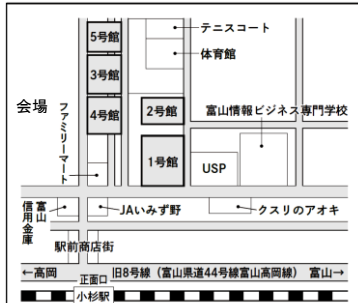 テニスコート
体育館
5号館
3号館
4号館
2号館
1号館
会場
ファミリーマート
富山情報ビジネス専門学校
USP
富山
信用金庫
JAいみず野
クスリのアオキ
駅前商店街
←高岡
正面口
旧8号線（富山県道44号線富山高岡線）
富山→
小杉駅